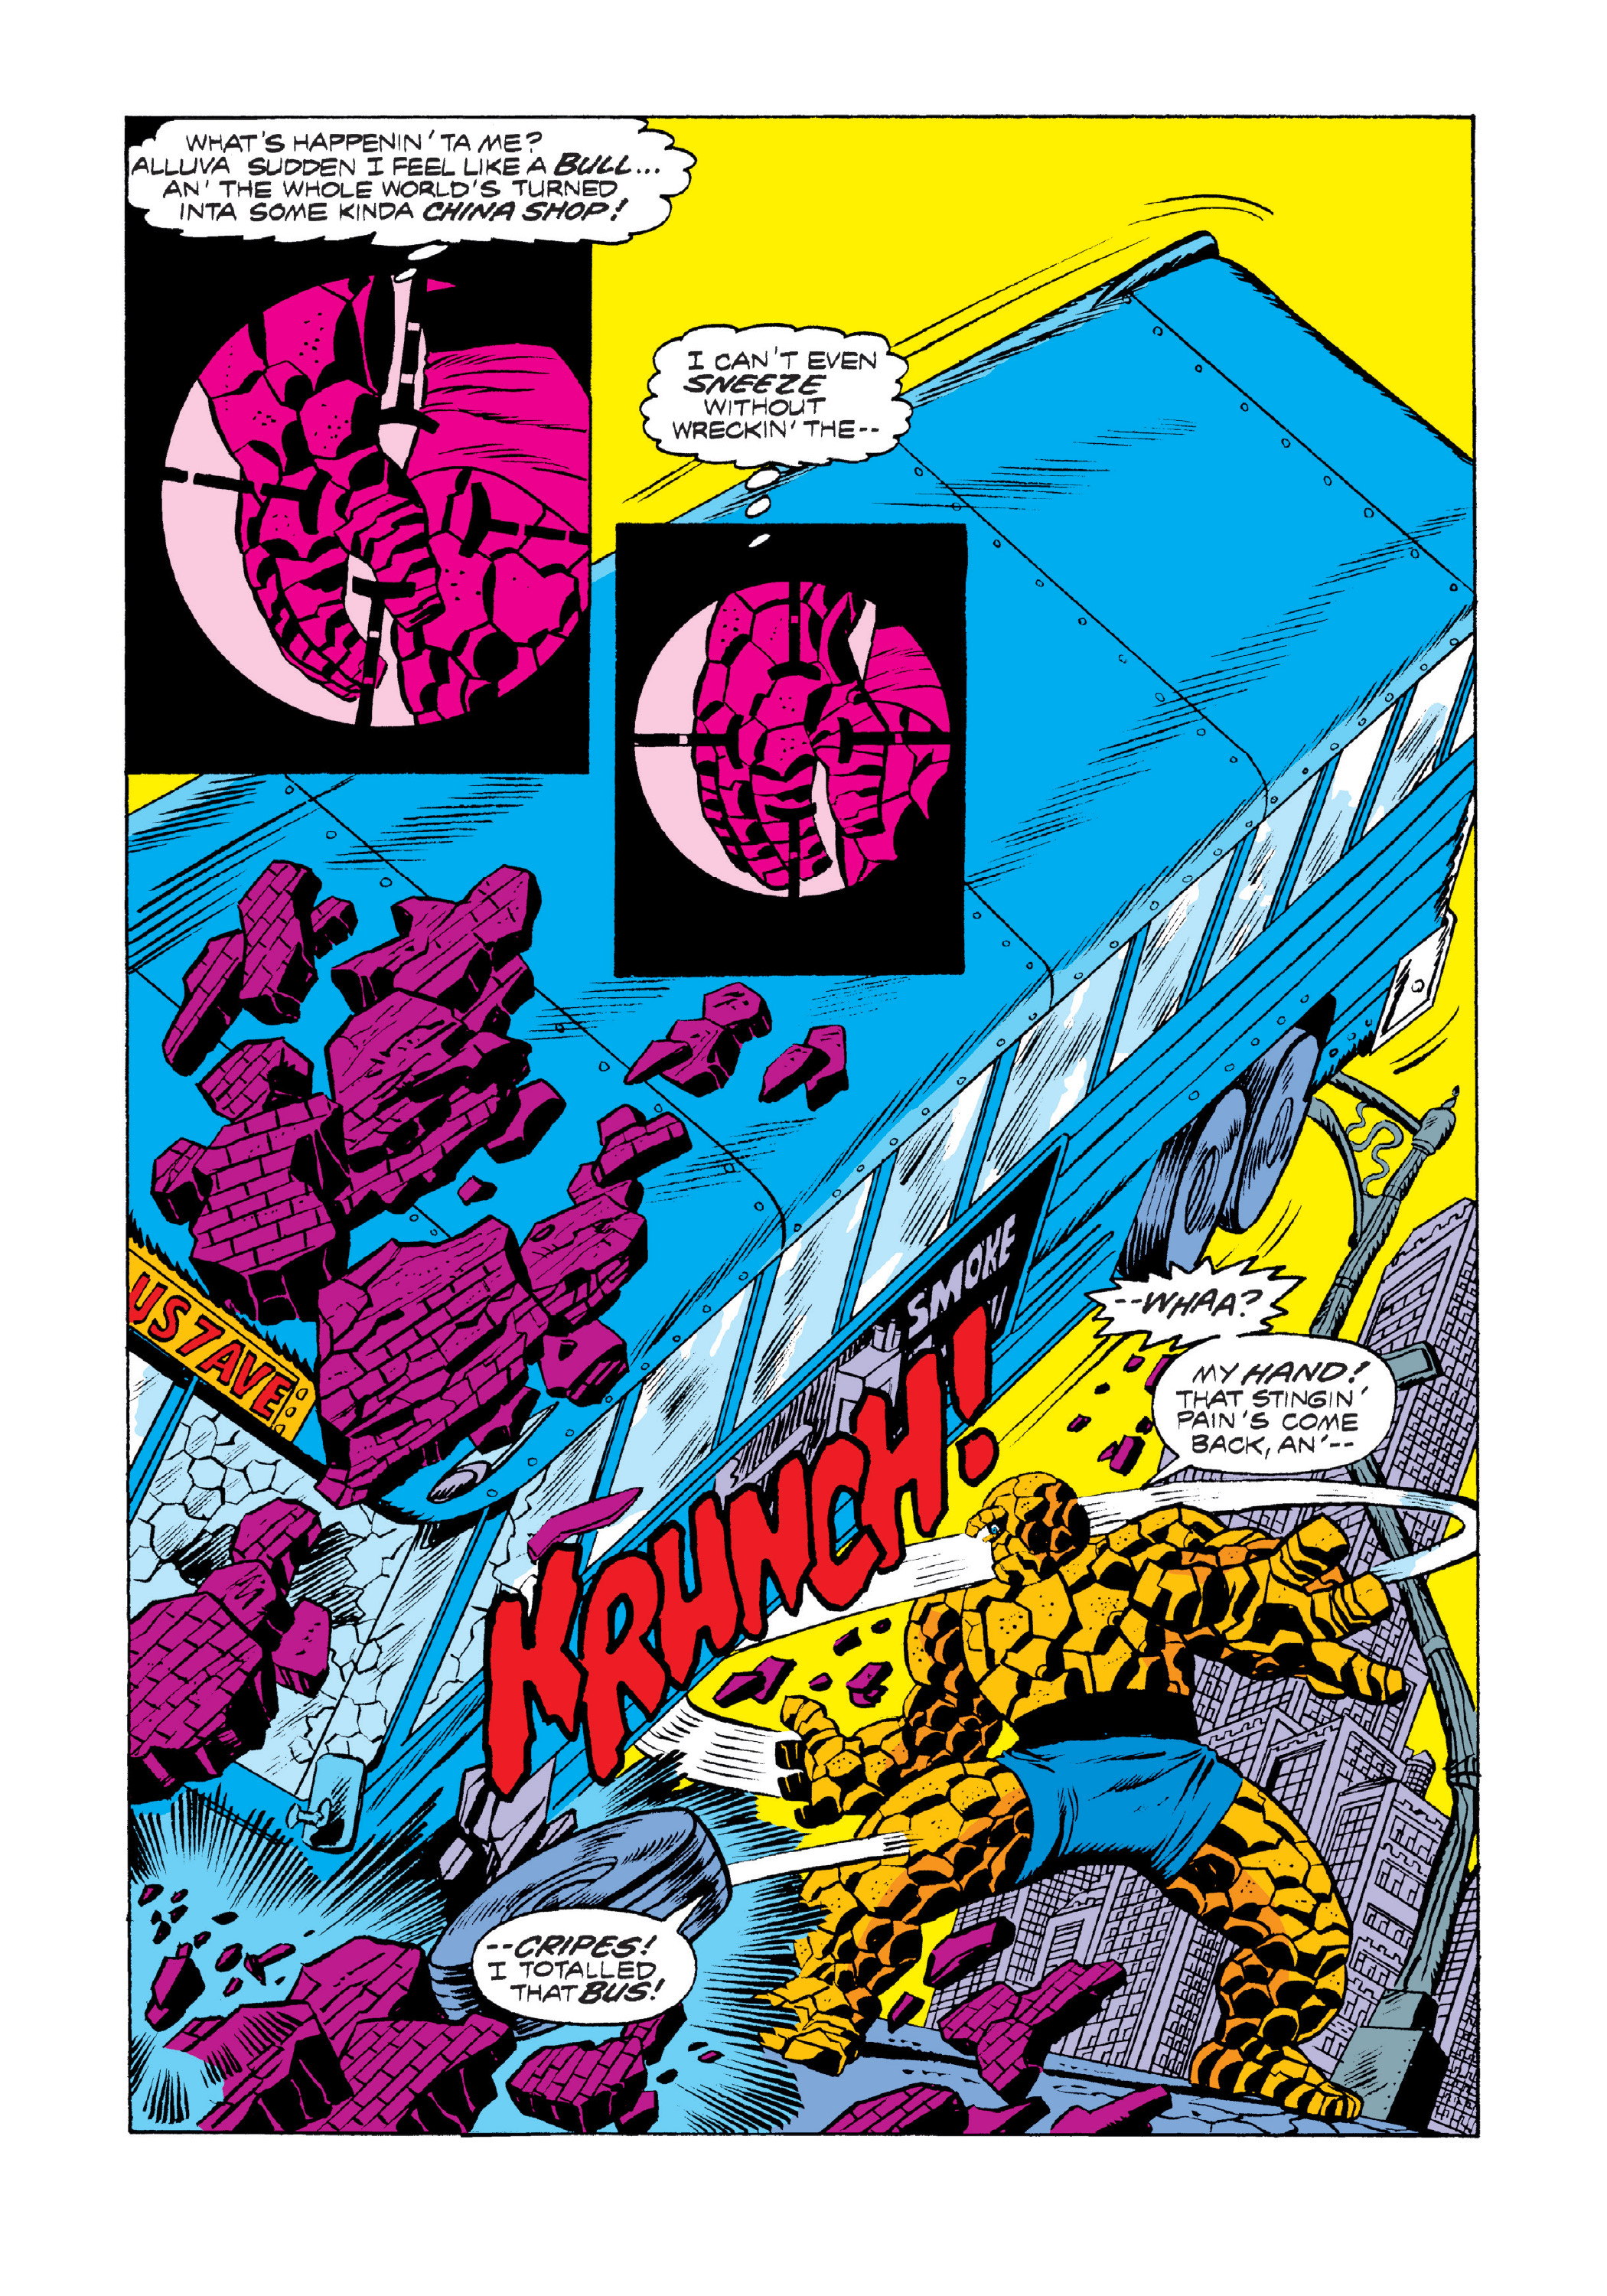 WHAT'S HAPPENIN' TA ME?
ALLUVA SUDDEN I FEEL LIKE A BULL...
AN' THE WHOLE WORLD'S TURNED
INTA SOME KINDA CHINA SHOP!
I CAN'T EVEN
SNEEZE
WITHOUT
WRECKIN' THE--
--WHAA?
MY HAND!
THAT STINGIN'
PAIN'S COME
BACK, AN'--
SMOKE
US 7 AVE
KRUNCH!
--CRIPES!
I TOTALLED
THAT BUS!